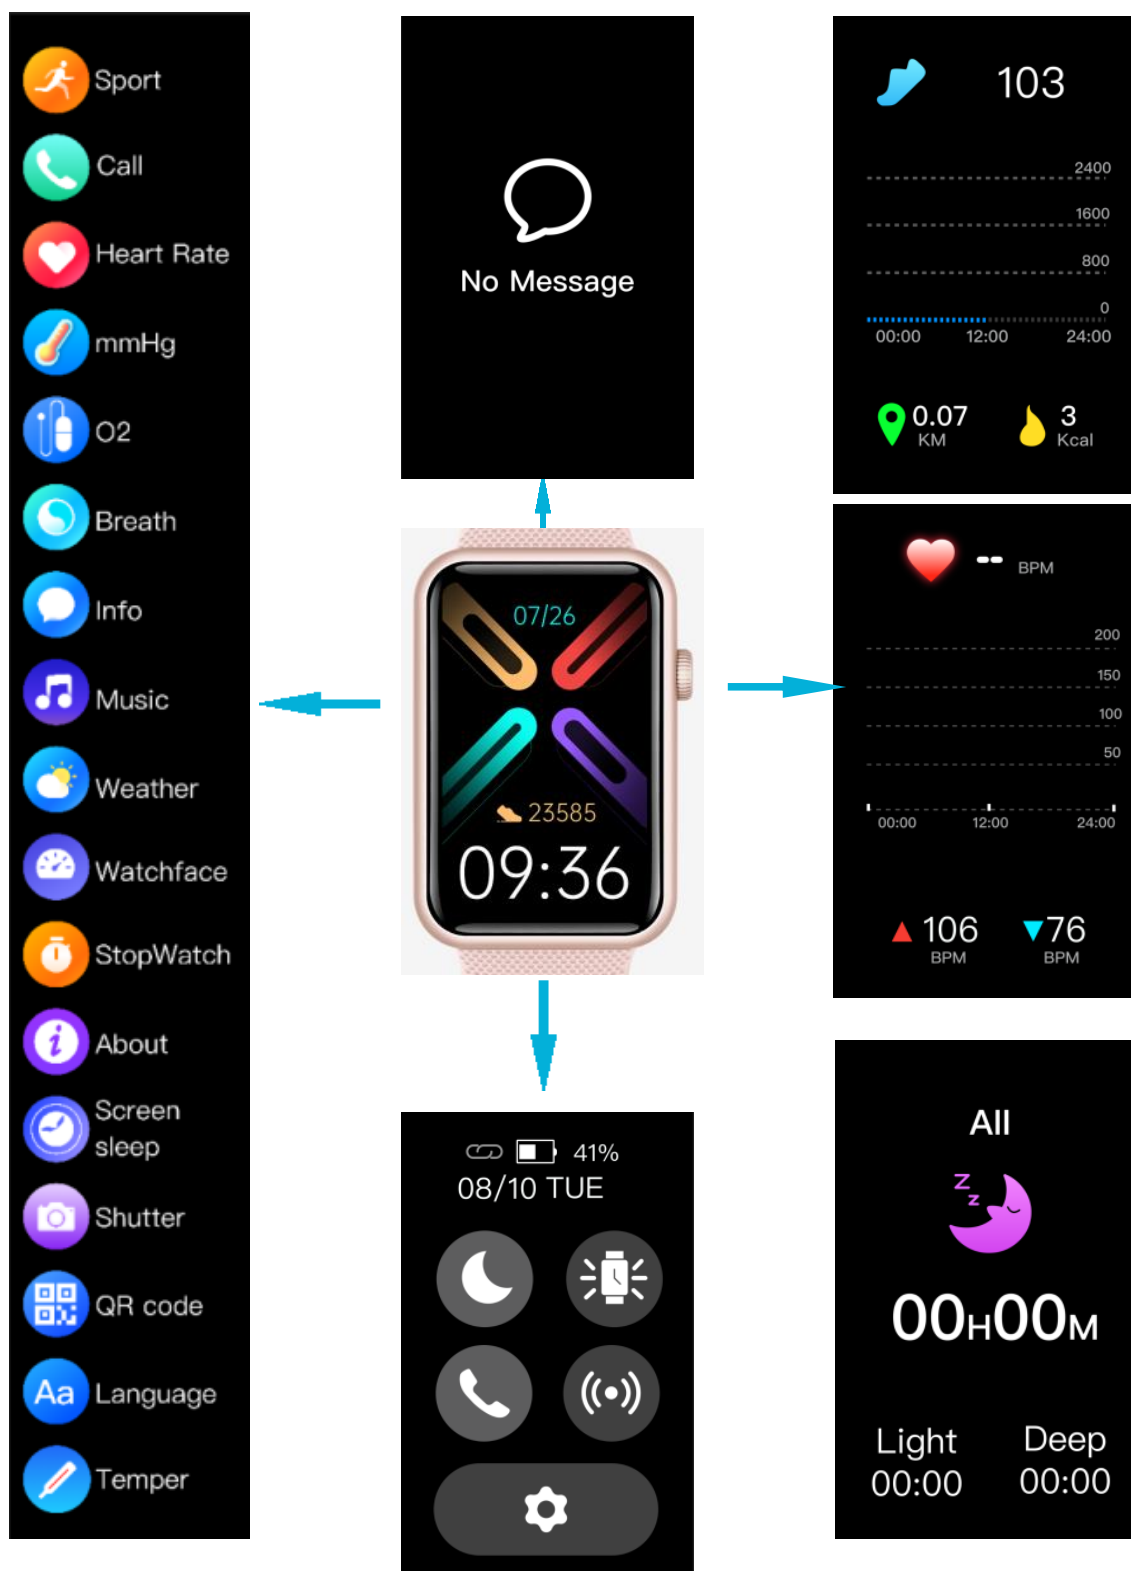 Sport
Call
Heart Rate
mmHg
O2
Breath
Info
Music
Weather
Watchface
StopWatch
About
Screen
sleep
Shutter
QR code
Aa Language
Temper
No Message
07/26
23585
09:36
41%
08/10 TUE
103
2400
1600
800
0
00:00 12:00 24:00
0.07 3
KM Kcal
-- BPM
200
150
100
50
00:00 12:00 24:00
106 76
BPM BPM
All
z
z
00H00M
Light Deep
00:00 00:00